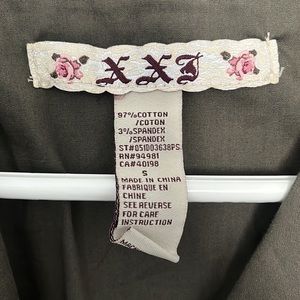 XXI
97%COTTON
/COTON
3%SPANDEX
/SPANDEX
ST#051D03638PS
RN#94981
CA#40198
S
MADE IN CHINA
FABRIQUE EN
CHINE
SEE REVERSE
FOR CARE
INSTRUCTION